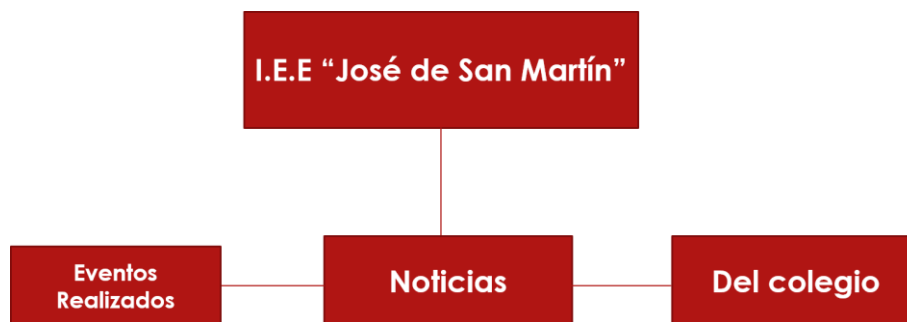 I.E.E “José de San Martín”
Eventos
Realizados
Noticias
Del colegio